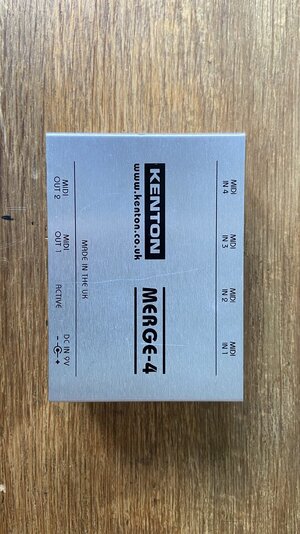 MIDI IN 4
MIDI IN 3
MIDI IN 2
MIDI IN 1
KENTON MERGE-4
www.kenton.co.uk
MADE IN THE UK
MIDI OUT 2
MIDI OUT 1
ACTIVE
DC IN 9V
- +